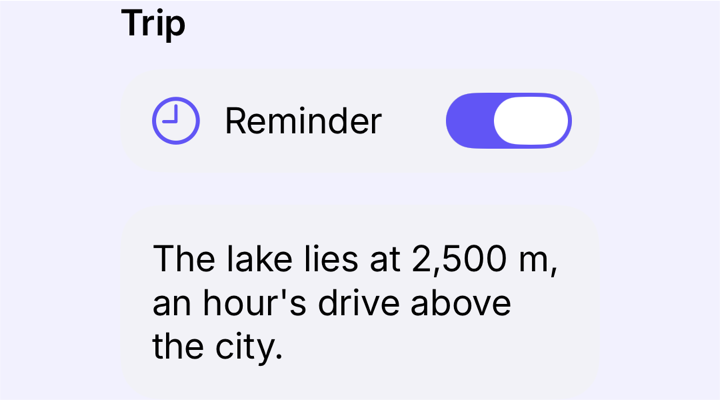 Trip
Reminder
The lake lies at 2,500 m,
an hour's drive above
the city.